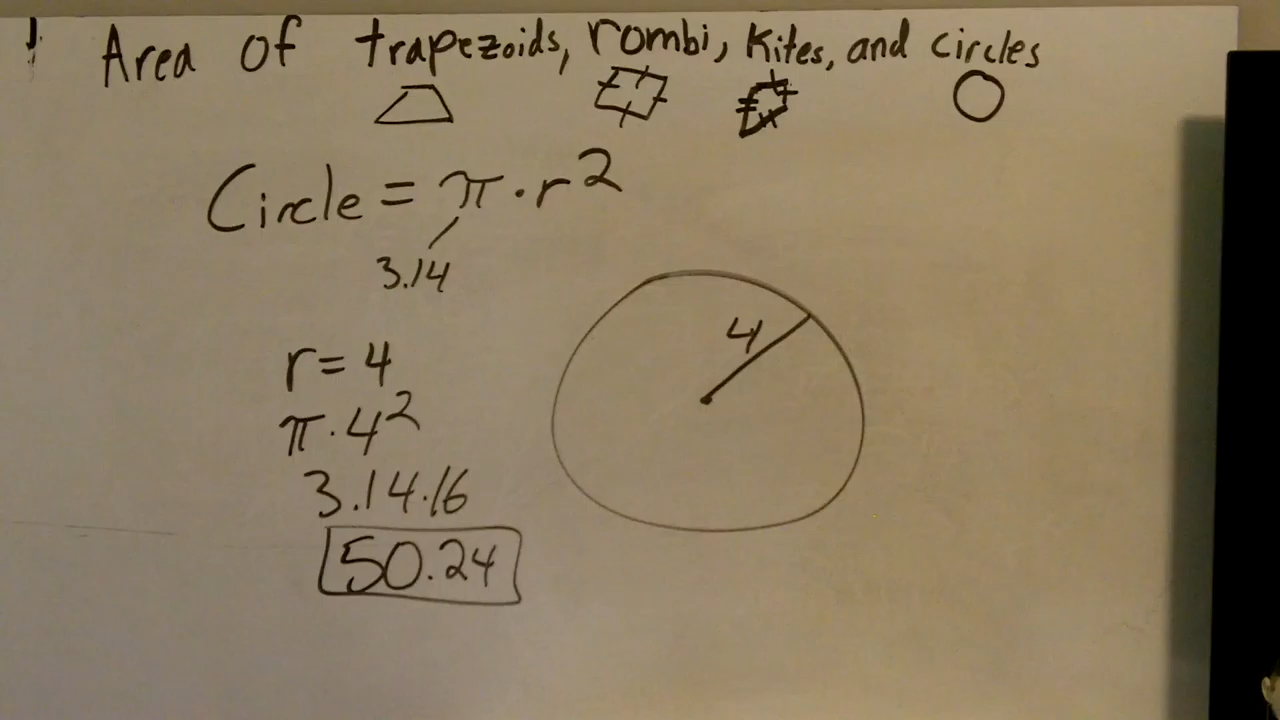 Area of trapezoids, rombi, kites, and circles
Circle = π · r²
3.14
4
r = 4
π · 4²
3.14 · 16
50.24